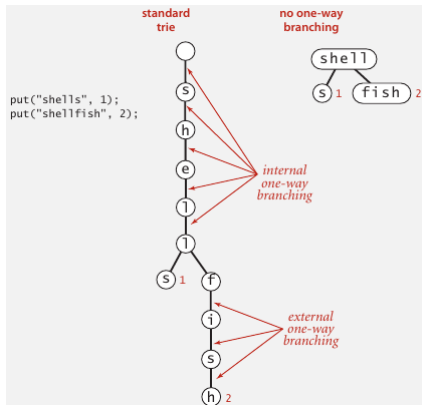 standard
trie
no one-way
branching
put("shells", 1);
put("shellfish", 2);
shell
s 1
fish 2
s
h
e
l
l
internal
one-way
branching
s 1
f
i
s
h 2
external
one-way
branching